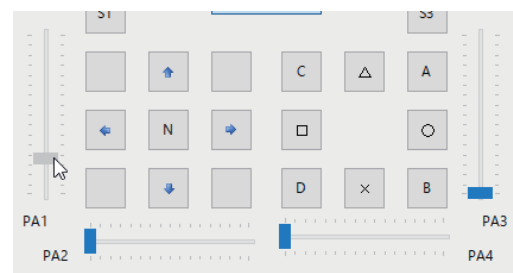 S1 S3
C △ A
N □ ○
D × B
PA1 PA3
PA2 PA4